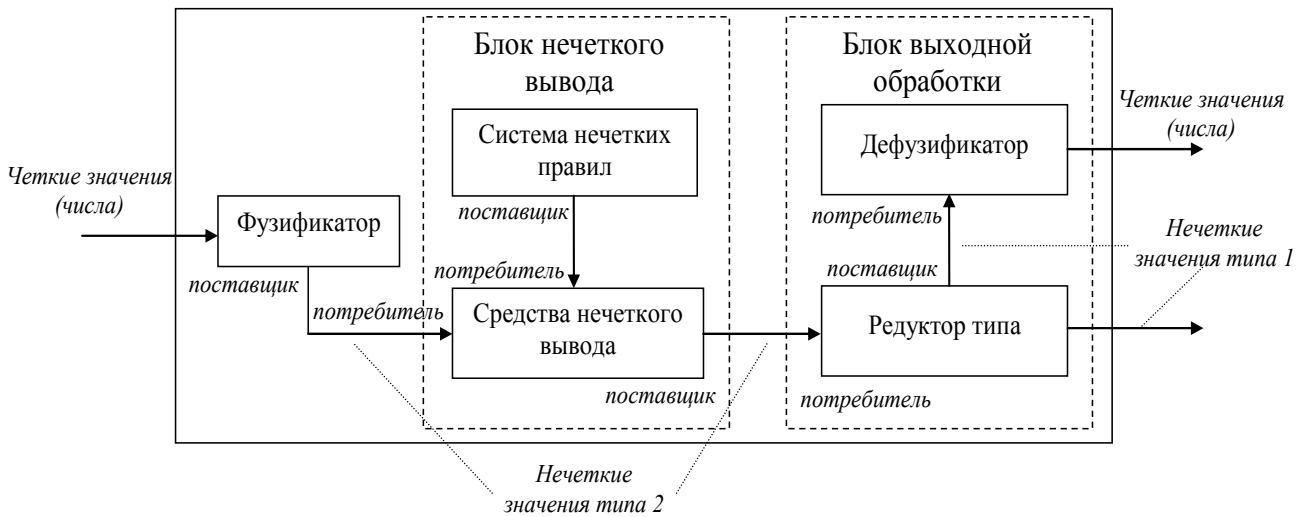 Блок нечеткого
вывода
Блок выходной
обработки
Четкие значения
(числа)
Система нечетких
правил
Дефузификатор
Четкие значения
(числа)
поставщик
потребитель
Фузификатор
Нечеткие
значения типа 1
поставщик
потребитель
поставщик
потребитель
Средства нечеткого
вывода
Редуктор типа
поставщик
потребитель
Нечеткие
значения типа 2